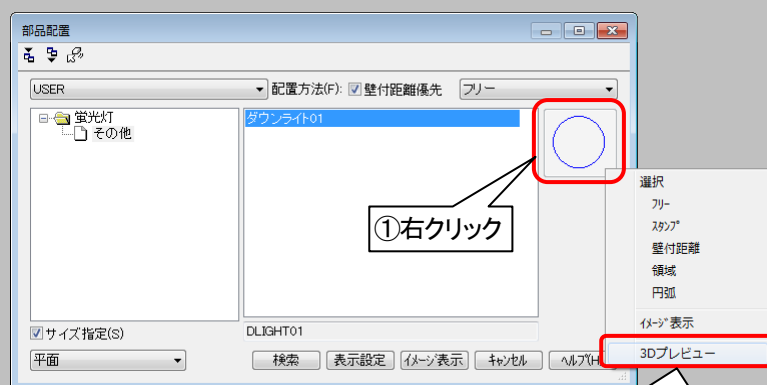 部品配置
USER
配置方法(F):
壁付距離優先
フリー
蛍光灯
その他
ダウンライト01
①右クリック
選択
ﾌﾘｰ
ｽﾀﾝﾌﾟ
壁付距離
領域
円弧
ｲﾒｰｼﾞ表示
3Dプレビュー
サイズ指定(S)
DLIGHT01
平面
検索
表示設定
ｲﾒｰｼﾞ表示
ｷｬﾝｾﾙ
ﾍﾙﾌﾟ(H